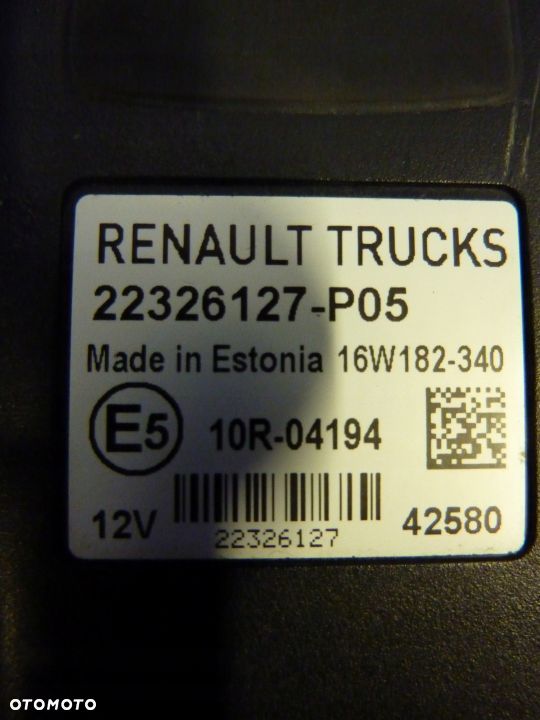 RENAULT TRUCKS
22326127-P05
Made in Estonia 16W182-340
E5 10R-04194
12V 22326127 42580
OTOMOTO